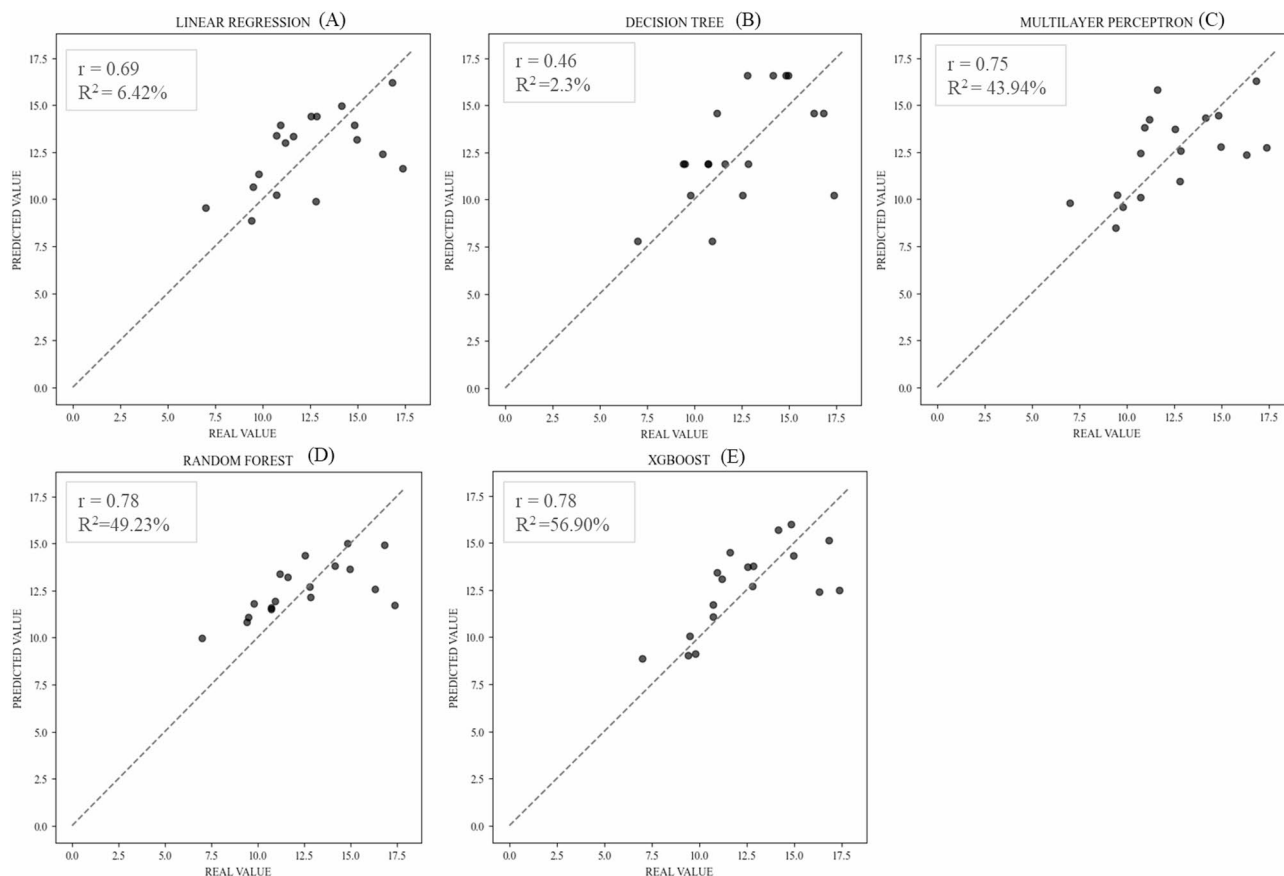 LINEAR REGRESSION (A)
r = 0.69
R² = 6.42%
17.5
15.0
12.5
10.0
7.5
5.0
2.5
0.0
PREDICTED VALUE
0.0 2.5 5.0 7.5 10.0 12.5 15.0 17.5
REAL VALUE
DECISION TREE (B)
r = 0.46
R² =2.3%
17.5
15.0
12.5
10.0
7.5
5.0
2.5
0.0
PREDICTED VALUE
0.0 2.5 5.0 7.5 10.0 12.5 15.0 17.5
REAL VALUE
MULTILAYER PERCEPTRON (C)
r = 0.75
R² = 43.94%
17.5
15.0
12.5
10.0
7.5
5.0
2.5
0.0
PREDICTED VALUE
0.0 2.5 5.0 7.5 10.0 12.5 15.0 17.5
REAL VALUE
RANDOM FOREST (D)
r = 0.78
R² =49.23%
17.5
15.0
12.5
10.0
7.5
5.0
2.5
0.0
PREDICTED VALUE
0.0 2.5 5.0 7.5 10.0 12.5 15.0 17.5
REAL VALUE
XGBOOST (E)
r = 0.78
R² =56.90%
17.5
15.0
12.5
10.0
7.5
5.0
2.5
0.0
PREDICTED VALUE
0.0 2.5 5.0 7.5 10.0 12.5 15.0 17.5
REAL VALUE